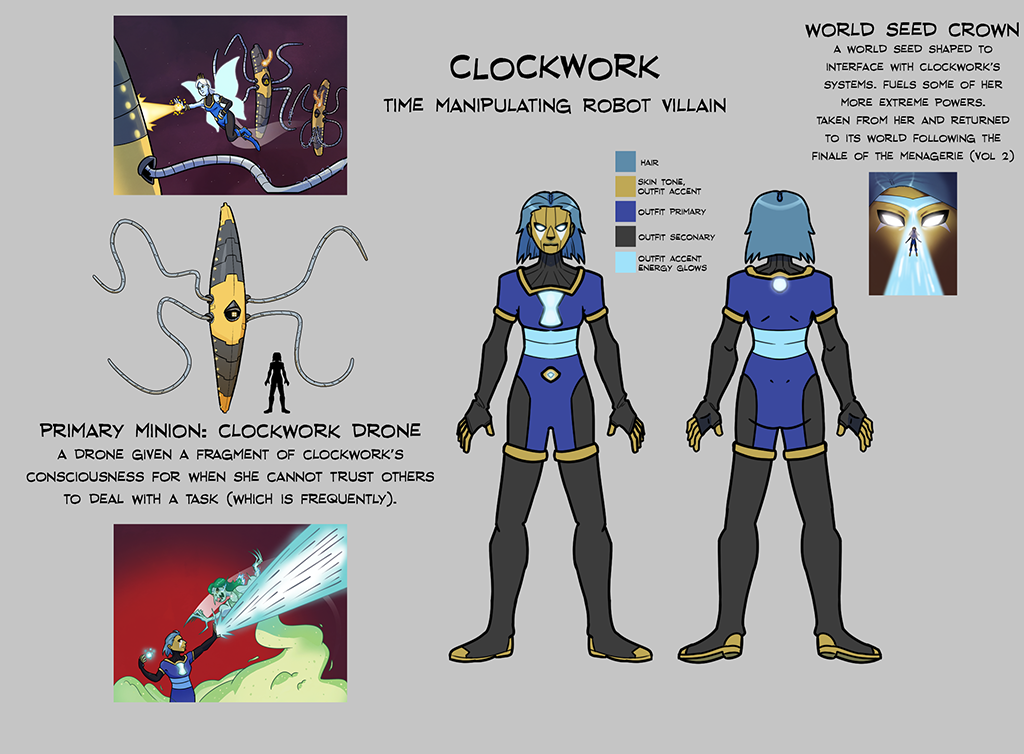 CLOCKWORK
TIME MANIPULATING ROBOT VILLAIN
WORLD SEED CROWN
A WORLD SEED SHAPED TO
INTERFACE WITH CLOCKWORK'S
SYSTEMS. FUELS SOME OF HER
MORE EXTREME POWERS.
TAKEN FROM HER AND RETURNED
TO ITS WORLD FOLLOWING THE
FINALE OF THE MENAGERIE (VOL 2)
HAIR
SKIN TONE,
OUTFIT ACCENT
OUTFIT PRIMARY
OUTFIT SECONARY
OUTFIT ACCENT
ENERGY GLOWS
PRIMARY MINION: CLOCKWORK DRONE
A DRONE GIVEN A FRAGMENT OF CLOCKWORK'S
CONSCIOUSNESS FOR WHEN SHE CANNOT TRUST OTHERS
TO DEAL WITH A TASK (WHICH IS FREQUENTLY).